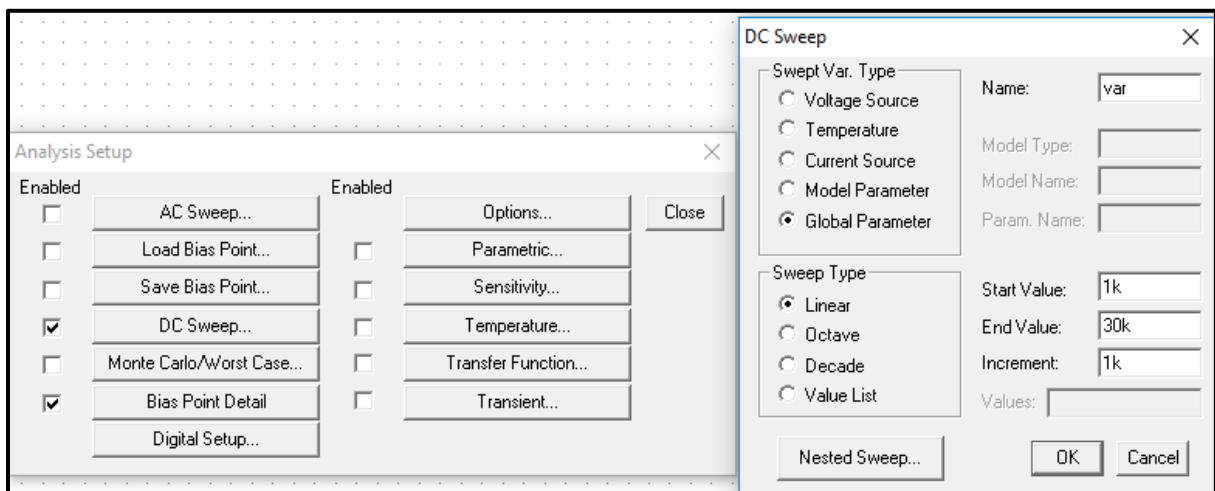 Analysis Setup
Enabled
Enabled
AC Sweep...
Options...
Close
Load Bias Point...
Parametric...
Save Bias Point...
Sensitivity...
DC Sweep...
Temperature...
Monte Carlo/Worst Case...
Transfer Function...
Bias Point Detail
Transient...
Digital Setup...
DC Sweep
Swept Var. Type
Voltage Source
Temperature
Current Source
Model Parameter
Global Parameter
Name: var
Model Type:
Model Name:
Param. Name:
Sweep Type
Linear
Octave
Decade
Value List
Start Value: 1k
End Value: 30k
Increment: 1k
Values:
Nested Sweep...
OK
Cancel